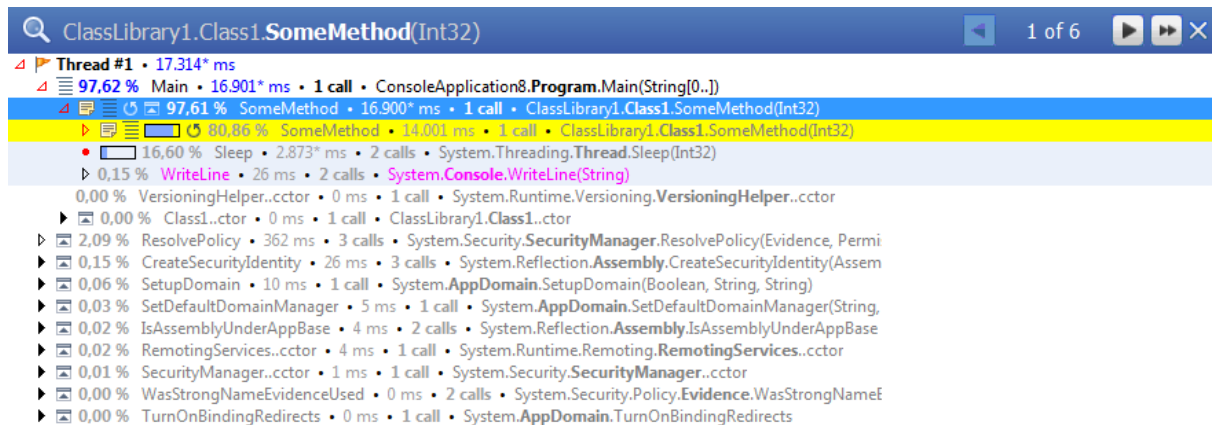 ClassLibrary1.Class1.SomeMethod(Int32) 1 of 6
Thread #1 • 17.314* ms
97,62 % Main • 16.901* ms • 1 call • ConsoleApplication8.Program.Main(String[0..])
97,61 % SomeMethod • 16.900* ms • 1 call • ClassLibrary1.Class1.SomeMethod(Int32)
80,86 % SomeMethod • 14.001 ms • 1 call • ClassLibrary1.Class1.SomeMethod(Int32)
16,60 % Sleep • 2.873* ms • 2 calls • System.Threading.Thread.Sleep(Int32)
0,15 % WriteLine • 26 ms • 2 calls • System.Console.WriteLine(String)
0,00 % VersioningHelper..cctor • 0 ms • 1 call • System.Runtime.Versioning.VersioningHelper..cctor
0,00 % Class1..ctor • 0 ms • 1 call • ClassLibrary1.Class1..ctor
2,09 % ResolvePolicy • 362 ms • 3 calls • System.Security.SecurityManager.ResolvePolicy(Evidence, Permi
0,15 % CreateSecurityIdentity • 26 ms • 3 calls • System.Reflection.Assembly.CreateSecurityIdentity(Assem
0,06 % SetupDomain • 10 ms • 1 call • System.AppDomain.SetupDomain(Boolean, String, String)
0,03 % SetDefaultDomainManager • 5 ms • 1 call • System.AppDomain.SetDefaultDomainManager(String,
0,02 % IsAssemblyUnderAppBase • 4 ms • 2 calls • System.Reflection.Assembly.IsAssemblyUnderAppBase
0,02 % RemotingServices..cctor • 4 ms • 1 call • System.Runtime.Remoting.RemotingServices..cctor
0,01 % SecurityManager..cctor • 1 ms • 1 call • System.Security.SecurityManager..cctor
0,00 % WasStrongNameEvidenceUsed • 0 ms • 2 calls • System.Security.Policy.Evidence.WasStrongNameE
0,00 % TurnOnBindingRedirects • 0 ms • 1 call • System.AppDomain.TurnOnBindingRedirects